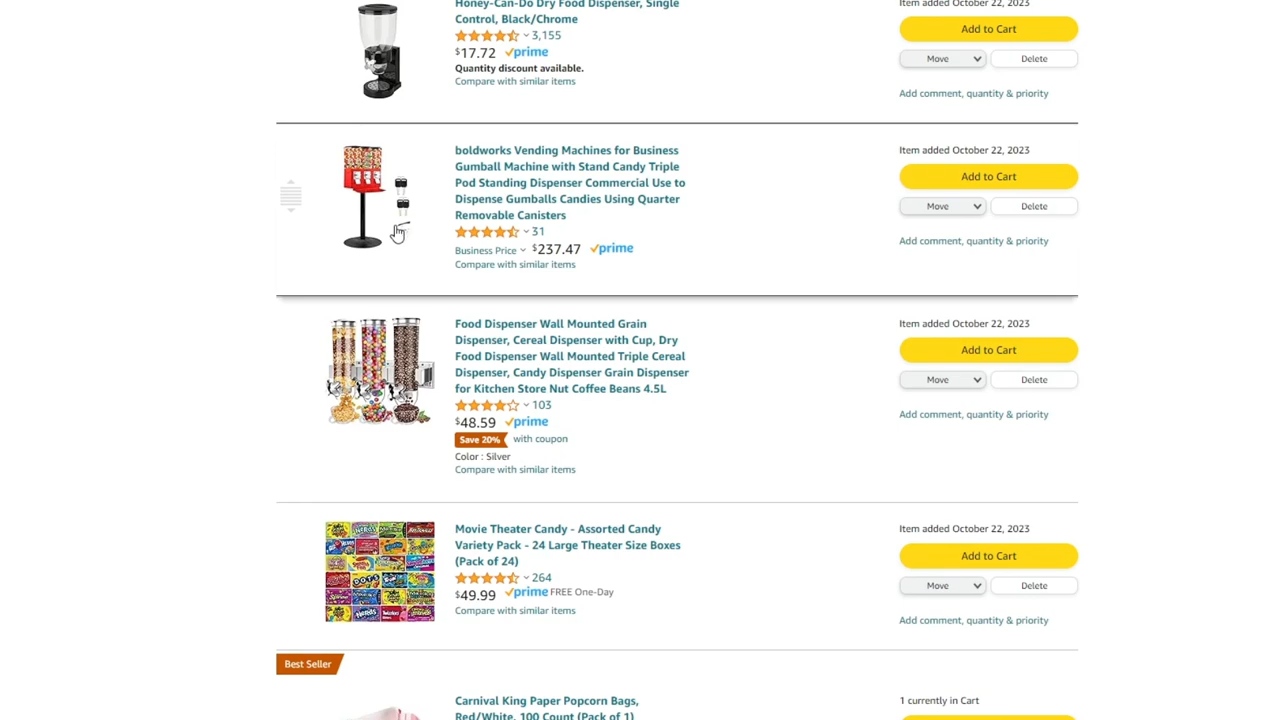 Honey-Can-Do Dry Food Dispenser, Single
Control, Black/Chrome
3,155
$17.72 prime
Quantity discount available.
Compare with similar items
Item added October 22, 2023
Add to Cart
Move
Delete
Add comment, quantity & priority
boldworks Vending Machines for Business
Gumball Machine with Stand Candy Triple
Pod Standing Dispenser Commercial Use to
Dispense Gumballs Candies Using Quarter
Removable Canisters
31
Business Price $237.47 prime
Compare with similar items
Item added October 22, 2023
Add to Cart
Move
Delete
Add comment, quantity & priority
Food Dispenser Wall Mounted Grain
Dispenser, Cereal Dispenser with Cup, Dry
Food Dispenser Wall Mounted Triple Cereal
Dispenser, Candy Dispenser Grain Dispenser
for Kitchen Store Nut Coffee Beans 4.5L
103
$48.59 prime
Save 20% with coupon
Color : Silver
Compare with similar items
Item added October 22, 2023
Add to Cart
Move
Delete
Add comment, quantity & priority
Movie Theater Candy - Assorted Candy
Variety Pack - 24 Large Theater Size Boxes
(Pack of 24)
264
$49.99 prime FREE One-Day
Compare with similar items
Item added October 22, 2023
Add to Cart
Move
Delete
Add comment, quantity & priority
Best Seller
Carnival King Paper Popcorn Bags,
Red/White, 100 Count (Pack of 1)
1 currently in Cart